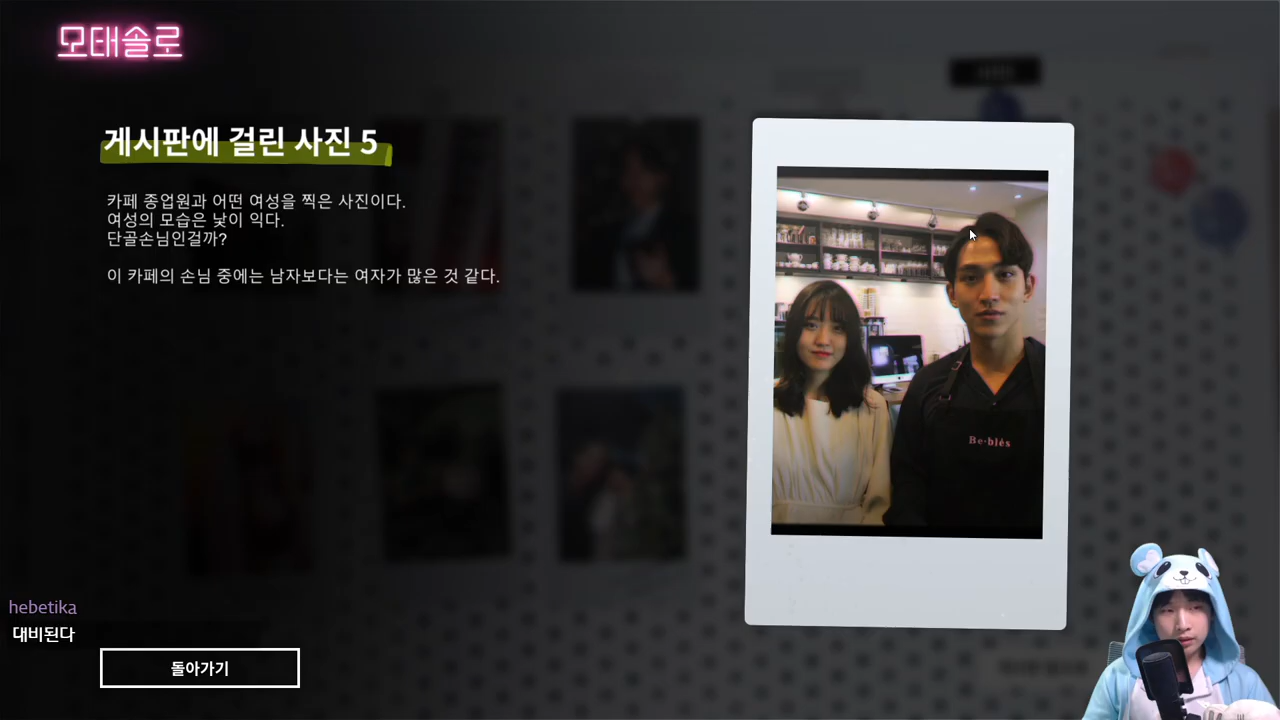 모태솔로
게시판에 걸린 사진 5
카페 종업원과 어떤 여성을 찍은 사진이다.
여성의 모습은 낯이 익다.
단골손님인걸까?
이 카페의 손님 중에는 남자보다는 여자가 많은 것 같다.
Be·blés
hebetika
대비된다
돌아가기